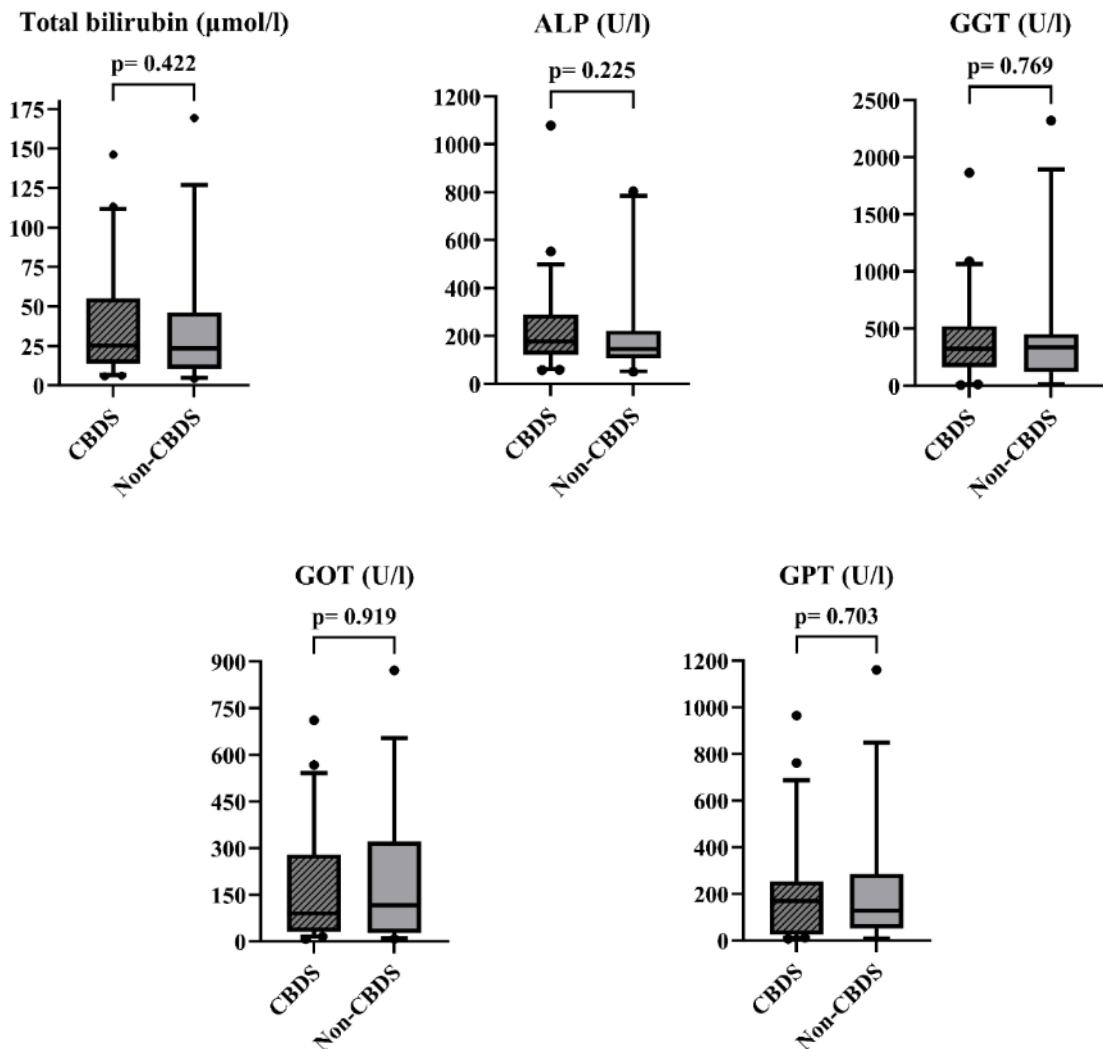 Total bilirubin (µmol/l)
p= 0.422
175
150
125
100
75
50
25
0
CBDS
Non-CBDS
ALP (U/l)
p= 0.225
1200
1000
800
600
400
200
0
CBDS
Non-CBDS
GGT (U/l)
p= 0.769
2500
2000
1500
1000
500
0
CBDS
Non-CBDS
GOT (U/l)
p= 0.919
900
750
600
450
300
150
0
CBDS
Non-CBDS
GPT (U/l)
p= 0.703
1200
1000
800
600
400
200
0
CBDS
Non-CBDS